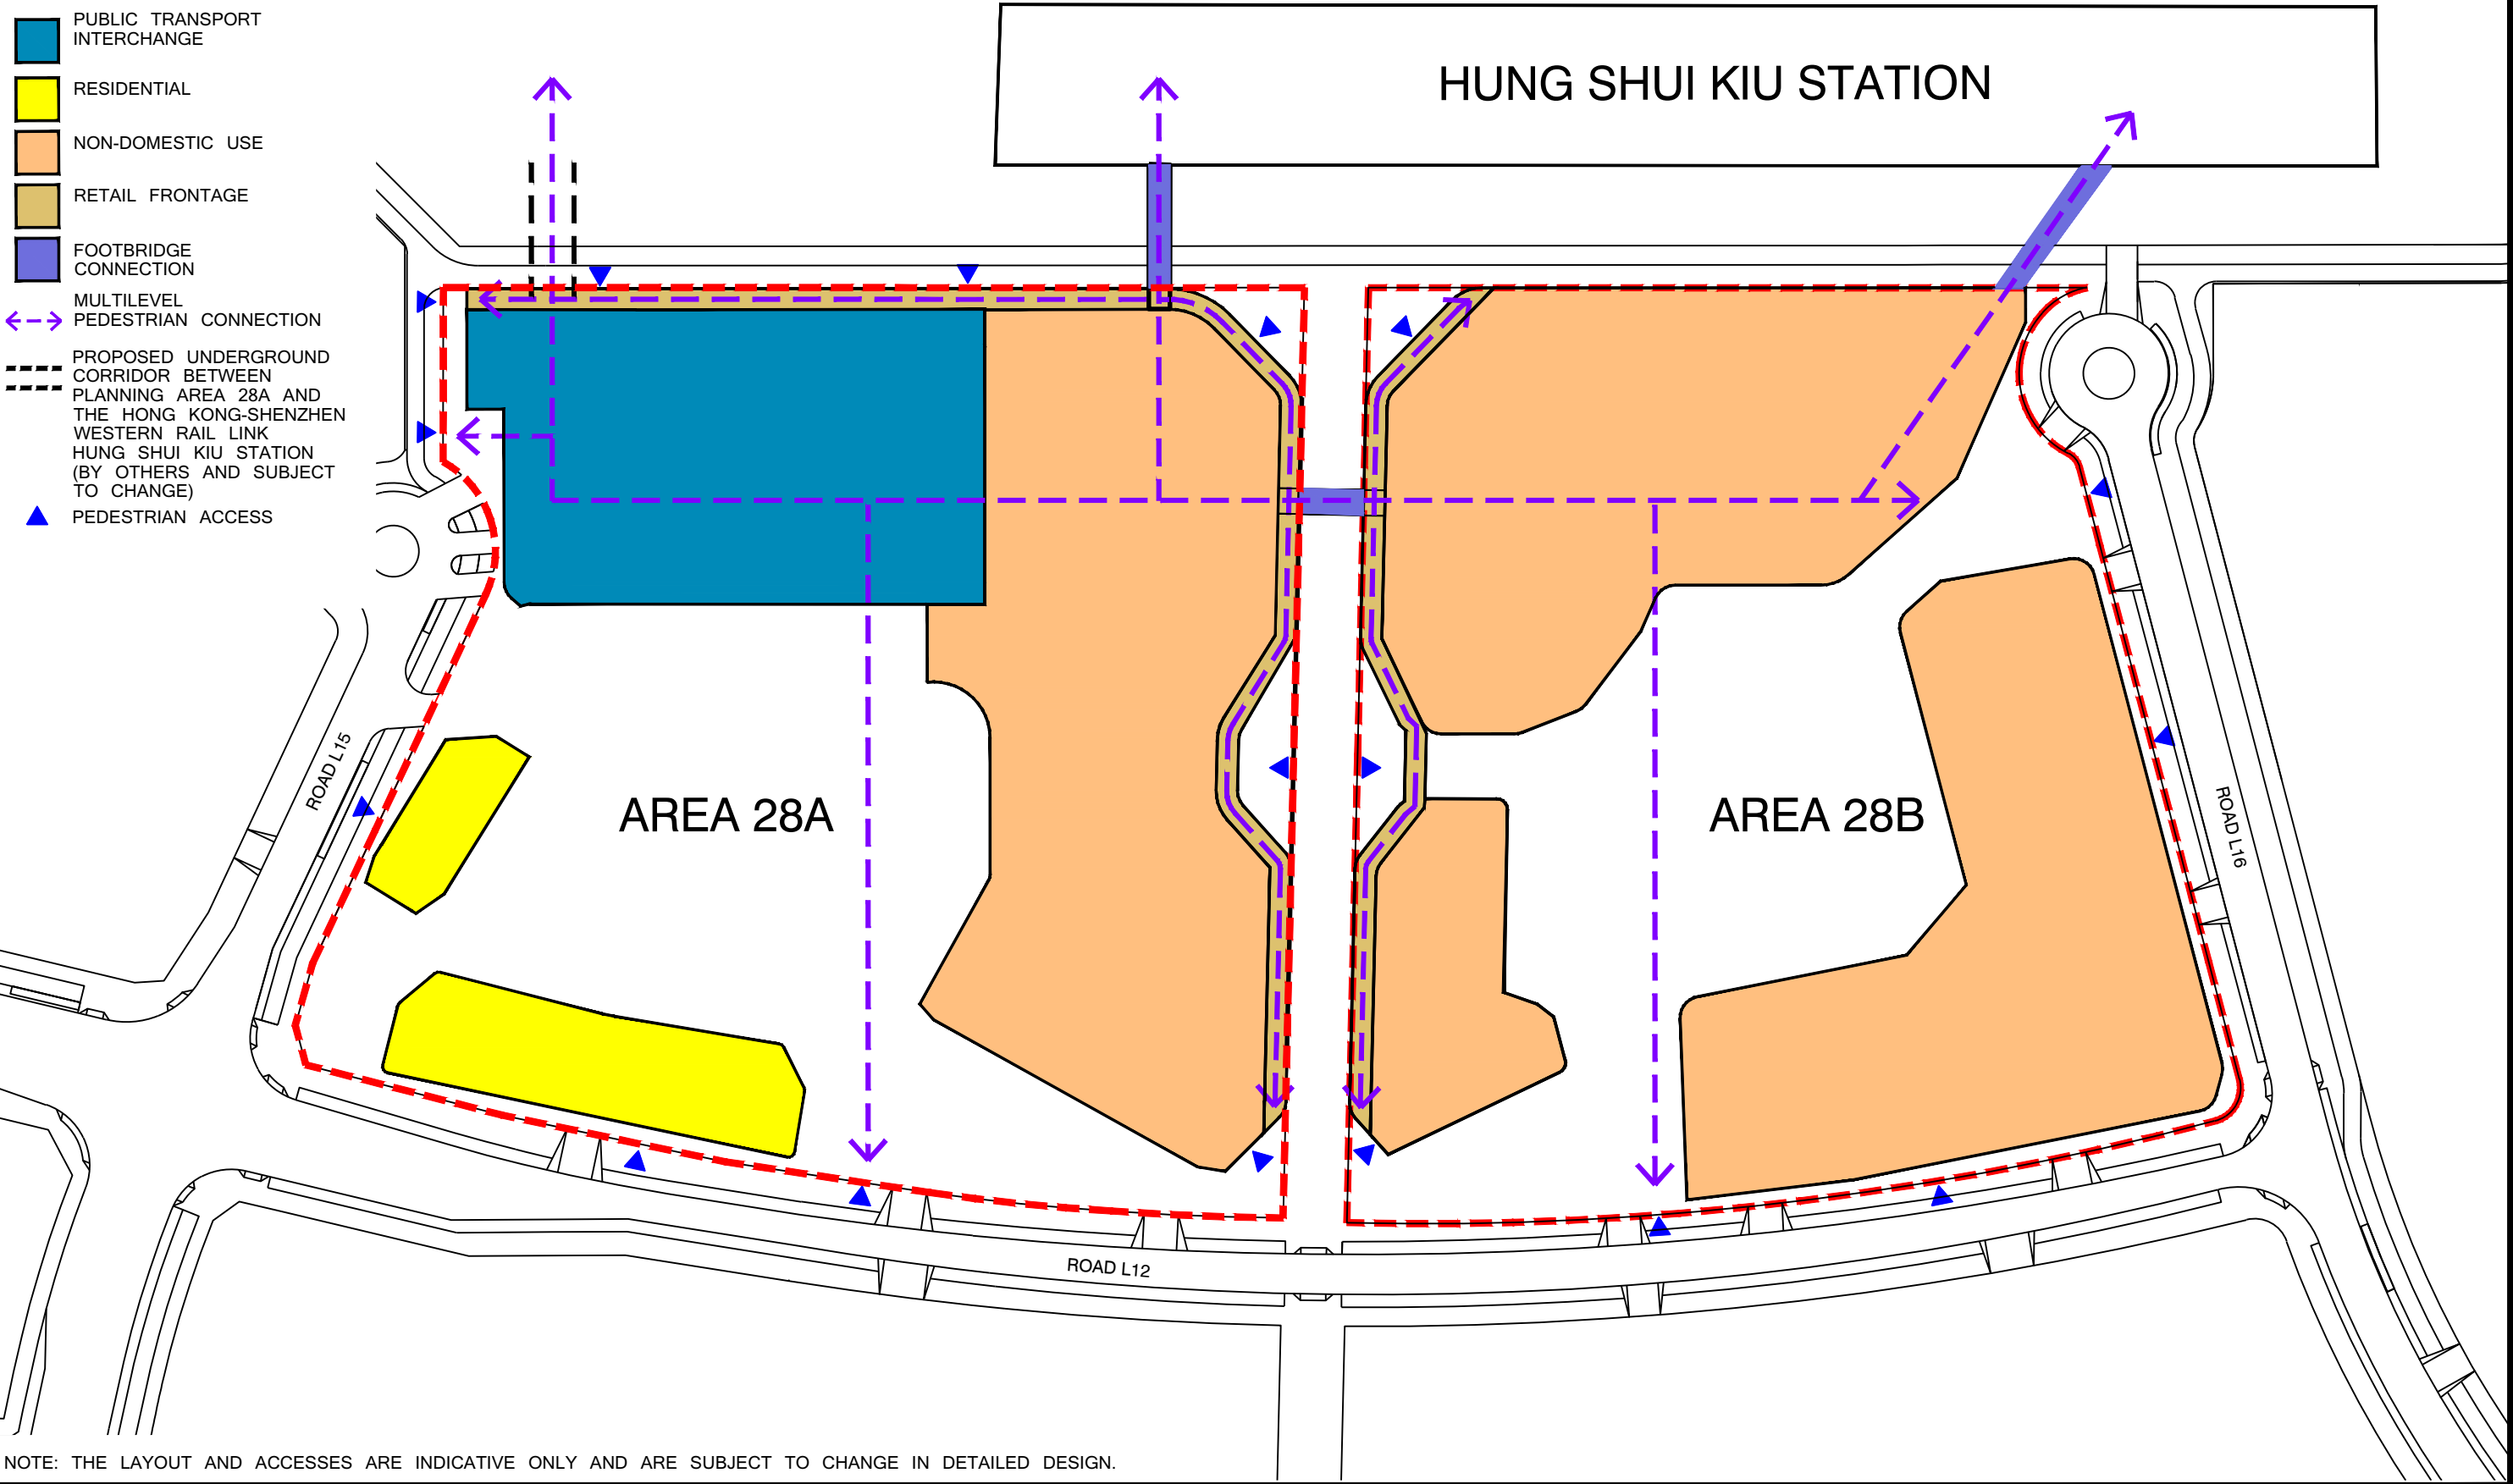 PUBLIC TRANSPORT
INTERCHANGE
RESIDENTIAL
NON-DOMESTIC USE
RETAIL FRONTAGE
FOOTBRIDGE
CONNECTION
MULTILEVEL
PEDESTRIAN CONNECTION
PROPOSED UNDERGROUND
CORRIDOR BETWEEN
PLANNING AREA 28A AND
THE HONG KONG-SHENZHEN
WESTERN RAIL LINK
HUNG SHUI KIU STATION
(BY OTHERS AND SUBJECT
TO CHANGE)
PEDESTRIAN ACCESS
HUNG SHUI KIU STATION
ROAD L15
AREA 28A
AREA 28B
ROAD L16
ROAD L12
NOTE: THE LAYOUT AND ACCESSES ARE INDICATIVE ONLY AND ARE SUBJECT TO CHANGE IN DETAILED DESIGN.